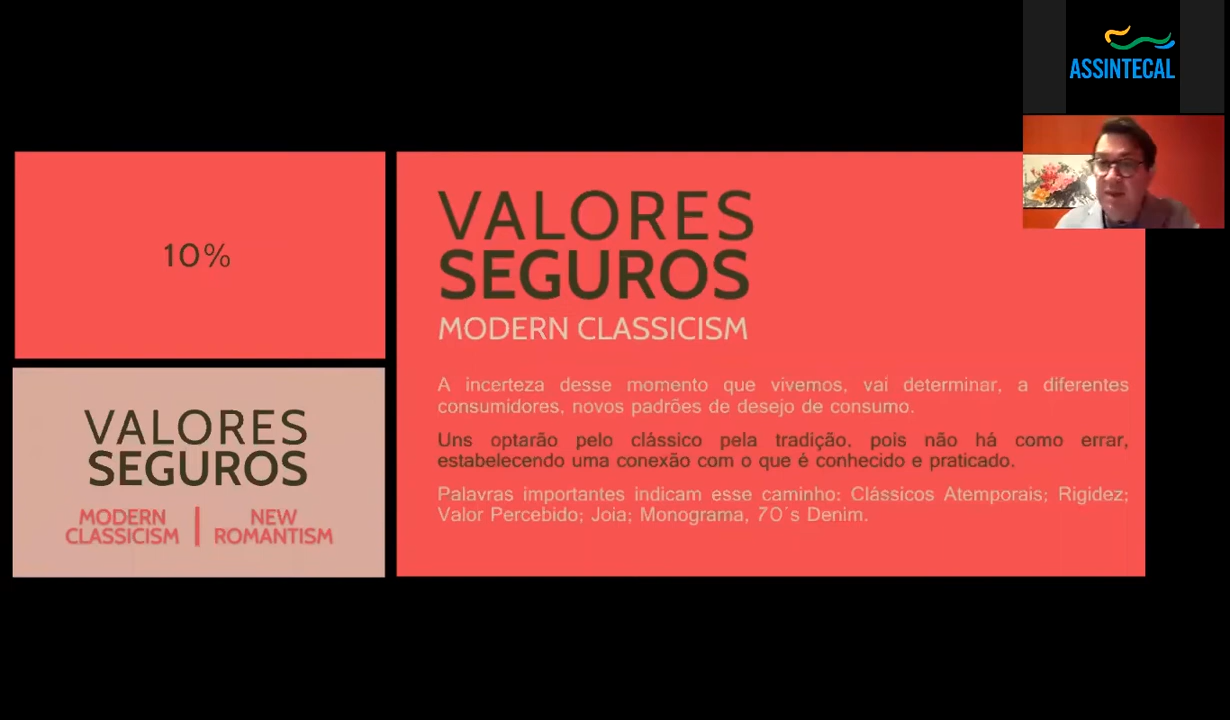 ASSINTECAL
10%
VALORES
SEGUROS
MODERN CLASSICISM
A incerteza desse momento que vivemos, vai determinar, a diferentes
consumidores, novos padrões de desejo de consumo.
Uns optarão pelo clássico pela tradição, pois não há como errar,
estabelecendo uma conexão com o que é conhecido e praticado.
Palavras importantes indicam esse caminho: Clássicos Atemporais; Rigidez;
Valor Percebido; Joia; Monograma, 70´s Denim.
VALORES
SEGUROS
MODERN CLASSICISM | NEW ROMANTISM